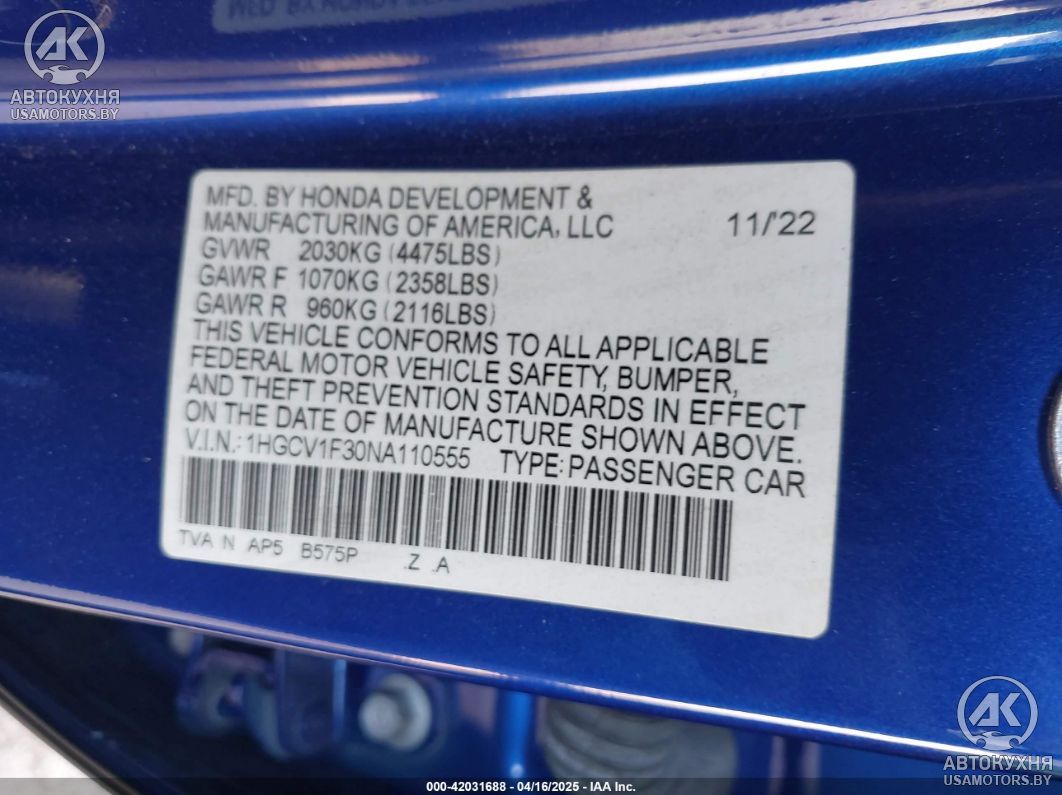 AK
АВТОКУХНЯ
USAMOTORS.BY
MFD. BY HONDA DEVELOPMENT &
MANUFACTURING OF AMERICA, LLC 11/'22
GVWR 2030KG (4475LBS)
GAWR F 1070KG (2358LBS)
GAWR R 960KG (2116LBS)
THIS VEHICLE CONFORMS TO ALL APPLICABLE
FEDERAL MOTOR VEHICLE SAFETY, BUMPER,
AND THEFT PREVENTION STANDARDS IN EFFECT
ON THE DATE OF MANUFACTURE SHOWN ABOVE.
V.I.N.: 1HGCV1F30NA110555 TYPE: PASSENGER CAR
TVA N AP5 B575P .Z .A
AK
АВТОКУХНЯ
USAMOTORS.BY
000-42031688 - 04/16/2025 - IAA Inc.